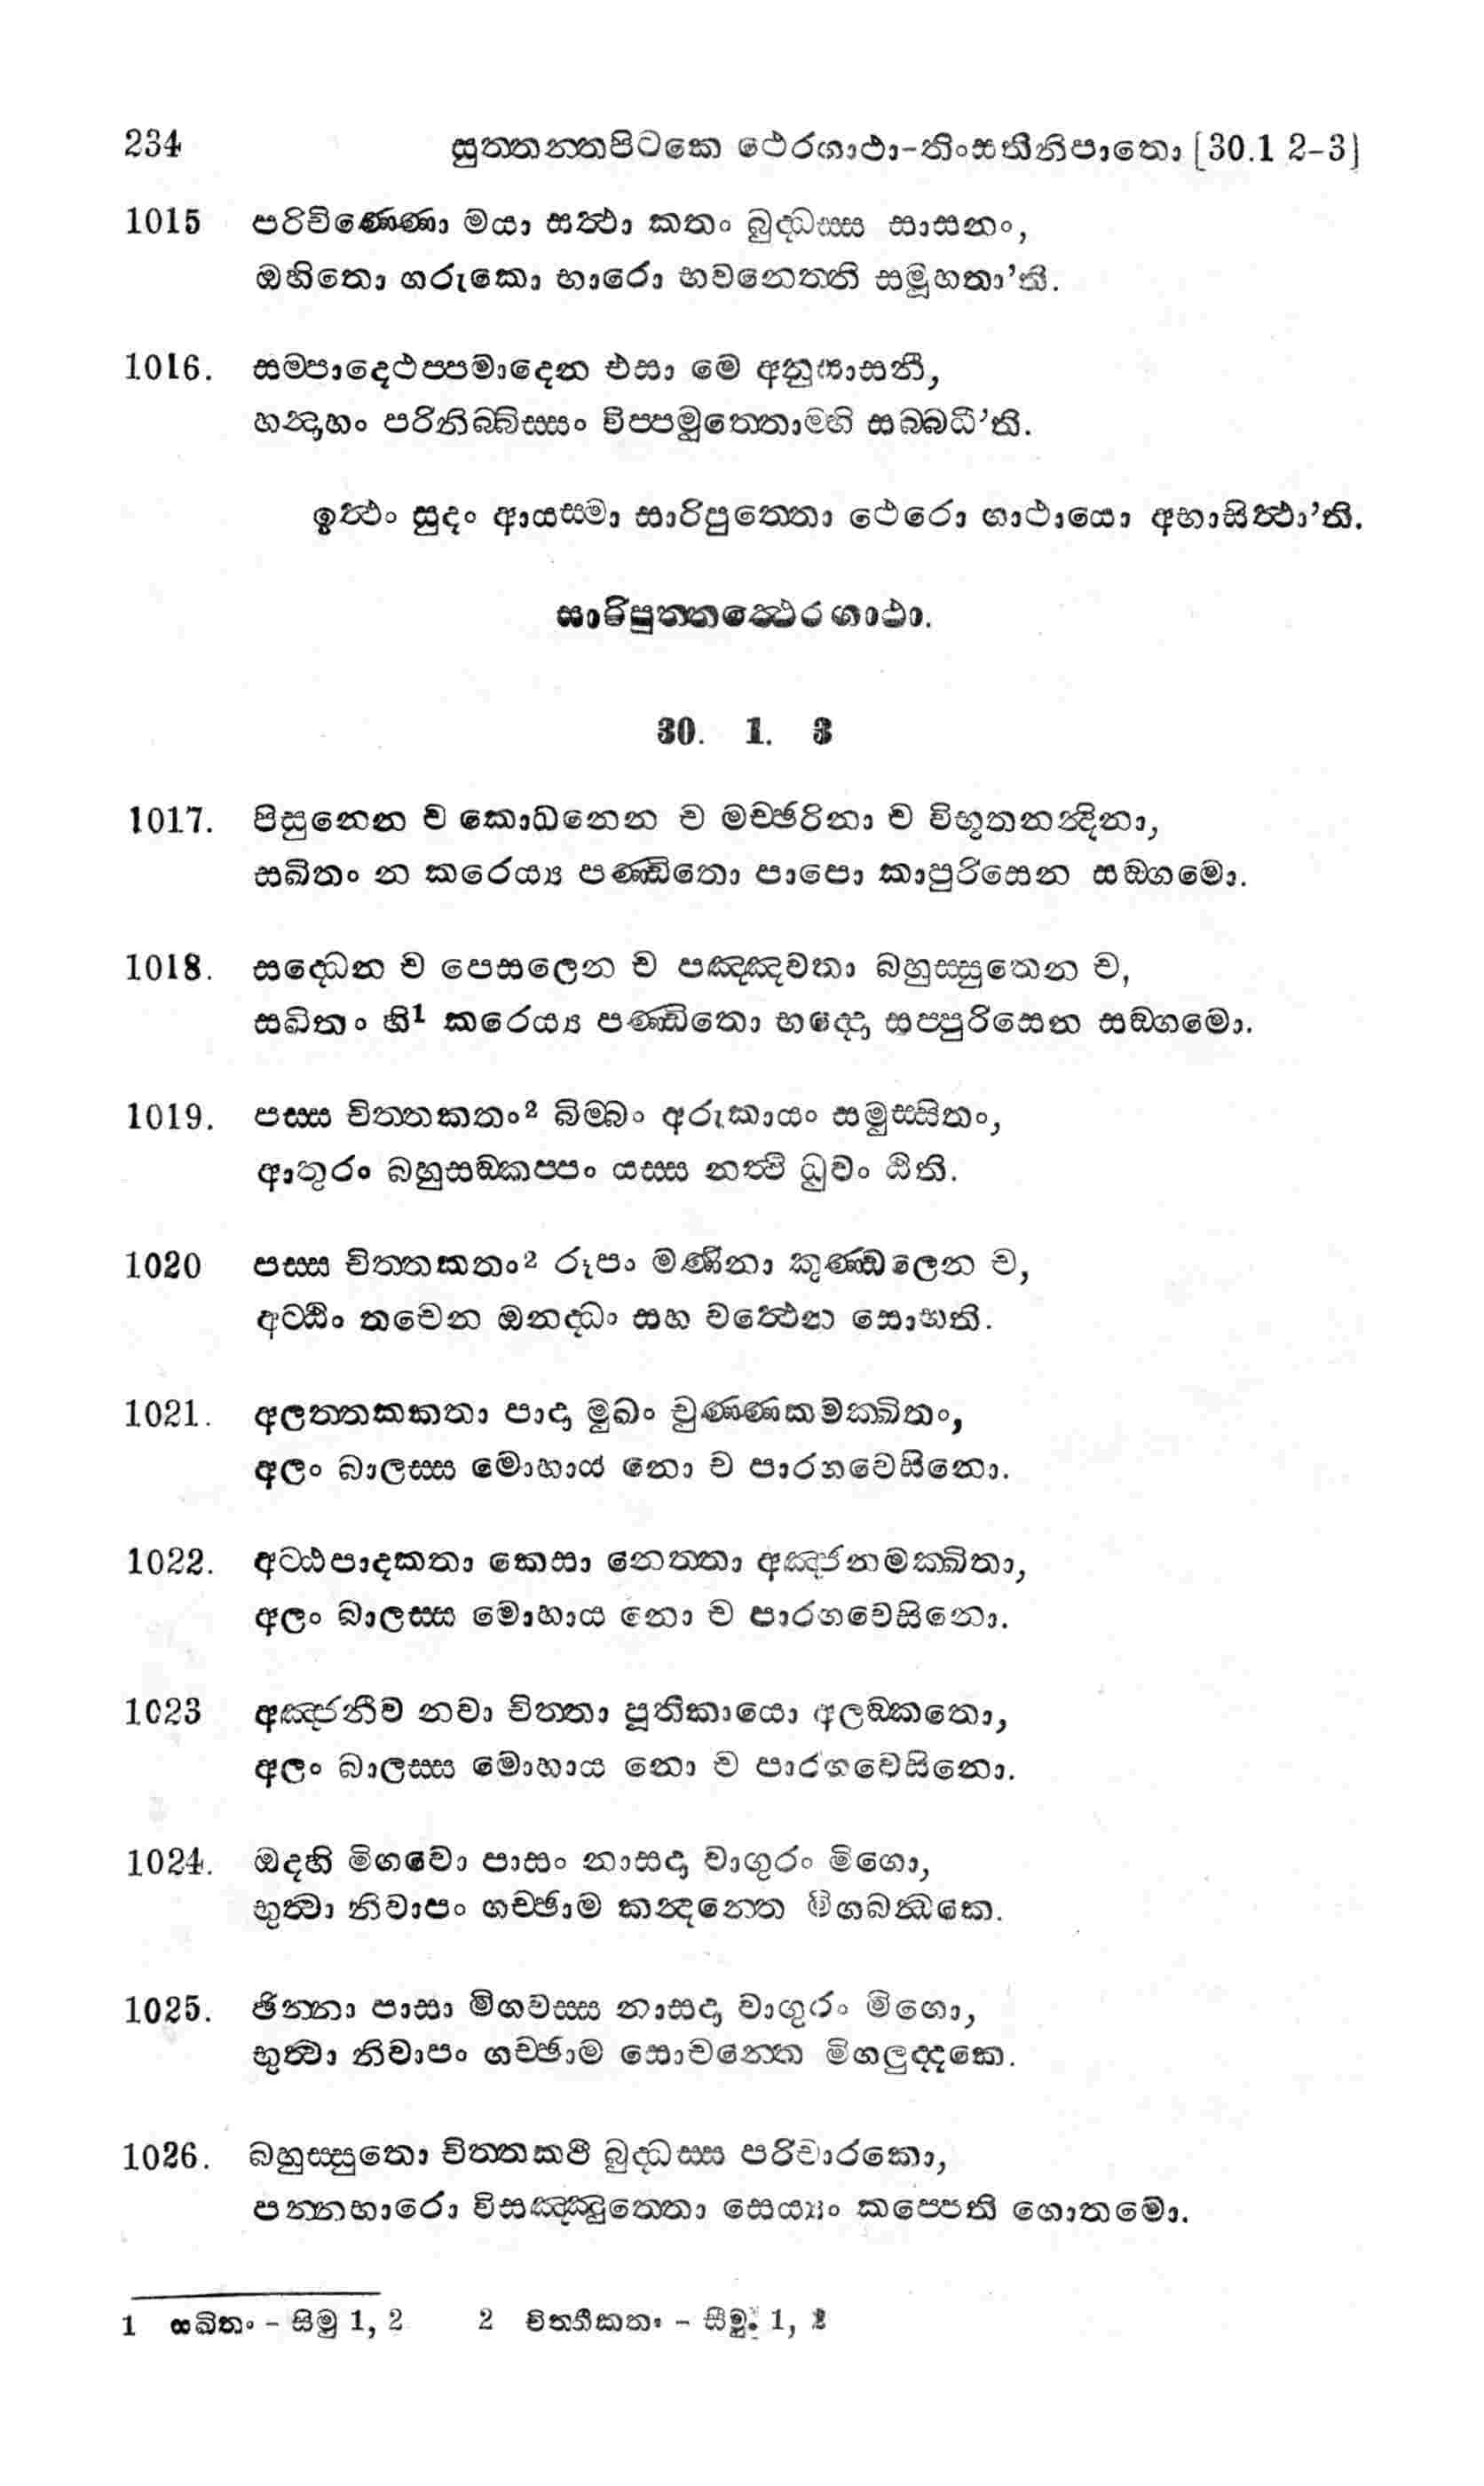 234 සුත්තන්තපිටකෙ ථෙරගාථා-තිංසතිනිපාතො [30.1 2-3]
1015 පරිචිණ්ණො මයා සත්ථා කතං බුද්ධස්ස සාසනං,
ඔහිතො ගරුකො භාරො භවනෙත්ති සමූහතා'ති.
1016. සම්පාදෙථප්පමාදෙන එසා මෙ අනුසාසනී,
හන්දාහං පරිනිබ්බිස්සං විප්පමුත්තොම්හි සබ්බධී'ති.
ඉත්ථං සුදං ආයස්මා සාරිපුත්තො ථෙරො ගාථායො අභාසිත්ථා'ති.
සාරිපුත්තත්ථෙර ගාථා.
30. 1. 3
1017. පිසුනෙන ච කොධනෙන ච මච්ඡරිනා ච විභූතනන්දිනා,
සඛිතං න කරෙය්‍ය පණ්ඩිතො පාපො කාපුරිසෙන සඞ්ගමො.
1018. සද්ධෙන ච පෙසලෙන ච පඤ්ඤවතා බහුස්සුතෙන ච,
සඛිතං හි1 කරෙය්‍ය පණ්ඩිතො භද්දො සප්පුරිසෙන සඞ්ගමො.
1019. පස්ස චිත්තකතං2 බිම්බං අරුකායං සමුස්සිතං,
ආතුරං බහුසඞ්කප්පං යස්ස නත්ථි ධුවං ඨිති.
1020 පස්ස චිත්තකතං2 රූපං මණිනා කුණ්ඩලෙන ච,
අට්ඨිං තචෙන ඔනද්ධං සහ වත්ථෙන සොභති.
1021. අලත්තකකතා පාදා මුඛං චුණ්ණකමක්ඛිතං,
අලං බාලස්ස මොහාය නො ච පාරගවෙසිනො.
1022. අට්ඨපාදකතා කෙසා නෙත්තා අඤ්ජනමක්ඛිතා,
අලං බාලස්ස මොහාය නො ච පාරගවෙසිනො.
1023 අඤ්ජනීව නවා චිත්තා පූතිකායො අලඞ්කතො,
අලං බාලස්ස මොහාය නො ච පාරගවෙසිනො.
1024. ඔදහි මිගවො පාසං නාසදා වාගුරං මිගො,
භුත්වා නිවාපං ගච්ඡාම කන්දන්තෙ මිගබන්ධකෙ.
1025. ඡින්නා පාසා මිගවස්ස නාසදා වාගුරං මිගො,
භුත්වා නිවාපං ගච්ඡාම සොචන්තෙ මිගලුද්දකෙ.
1026. බහුස්සුතො චිත්තකථී බුද්ධස්ස පරිචාරකො,
පන්නභාරො විසඤ්ඤුත්තො සෙය්‍යං කප්පෙති ගොතමො.
1 සඛිතං - සිමු 1, 2 2 චිත්තීකතං - සීමු: 1, 2